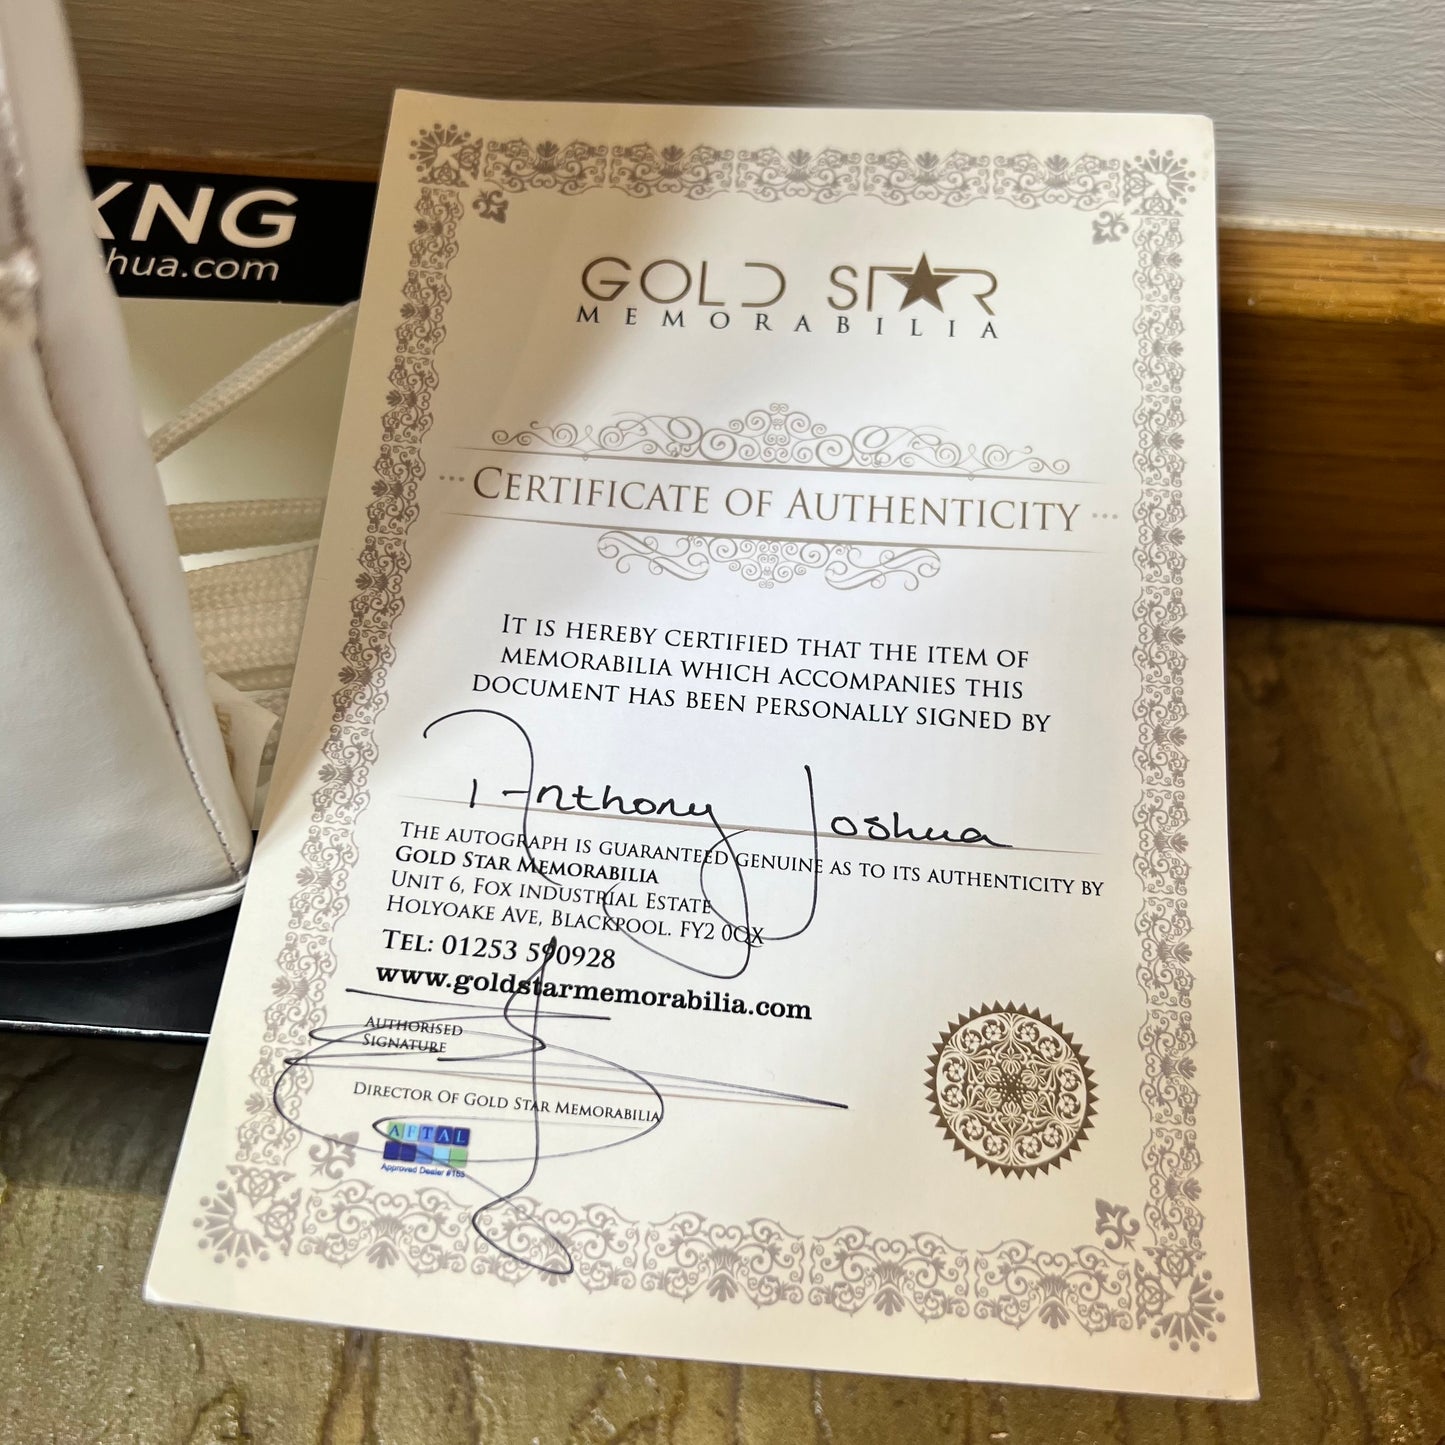 XNG
hua.com
GOLD STAR
MEMORABILIA
CERTIFICATE OF AUTHENTICITY
IT IS HEREBY CERTIFIED THAT THE ITEM OF
MEMORABILIA WHICH ACCOMPANIES THIS
DOCUMENT HAS BEEN PERSONALLY SIGNED BY
Anthony Joshua
THE AUTOGRAPH IS GUARANTEED GENUINE AS TO ITS AUTHENTICITY BY
GOLD STAR MEMORABILIA
UNIT 6, FOX INDUSTRIAL ESTATE
HOLYOAKE AVE, BLACKPOOL. FY2 0QX
TEL: 01253 590928
www.goldstarmemorabilia.com
AUTHORISED
SIGNATURE
DIRECTOR OF GOLD STAR MEMORABILIA
AFTAL
Approved Dealer #165